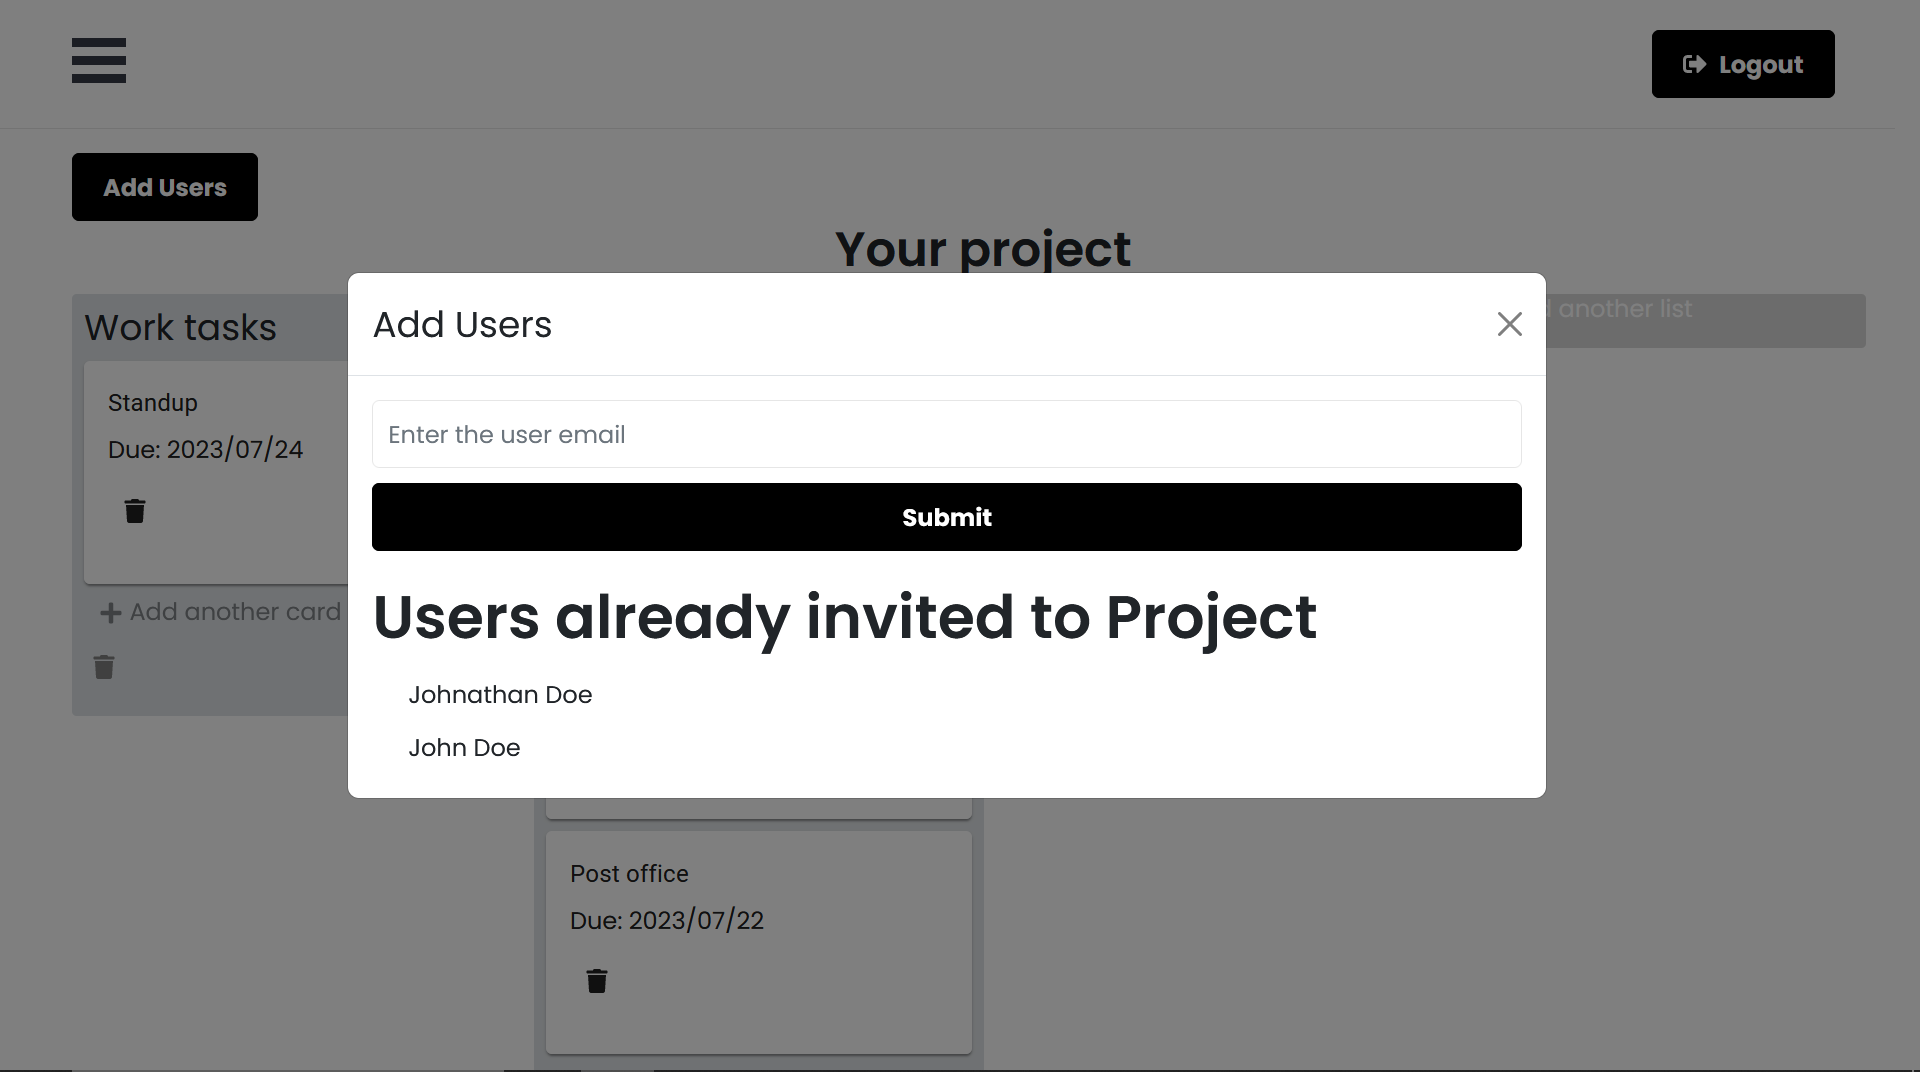 Logout
Add Users
Your project
Work tasks
Standup
Due: 2023/07/24
Add another card
another list
Add Users
Enter the user email
Submit
Users already invited to Project
Johnathan Doe
John Doe
Post office
Due: 2023/07/22